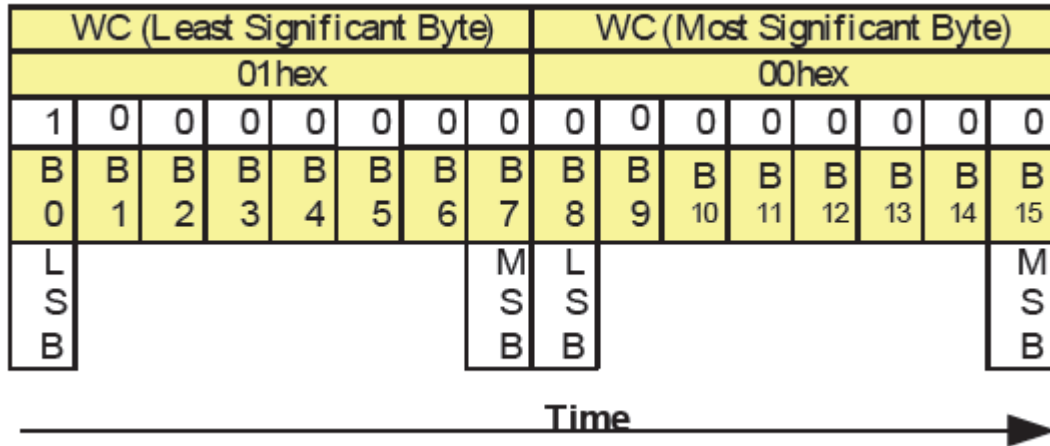 WC (Least Significant Byte) WC (Most Significant Byte)
01hex 00hex
1 0 0 0 0 0 0 0 0 0 0 0 0 0 0 0
B B B B B B B B B B B B B B B B
0 1 2 3 4 5 6 7 8 9 10 11 12 13 14 15
L M L M
S S S S
B B B B
Time